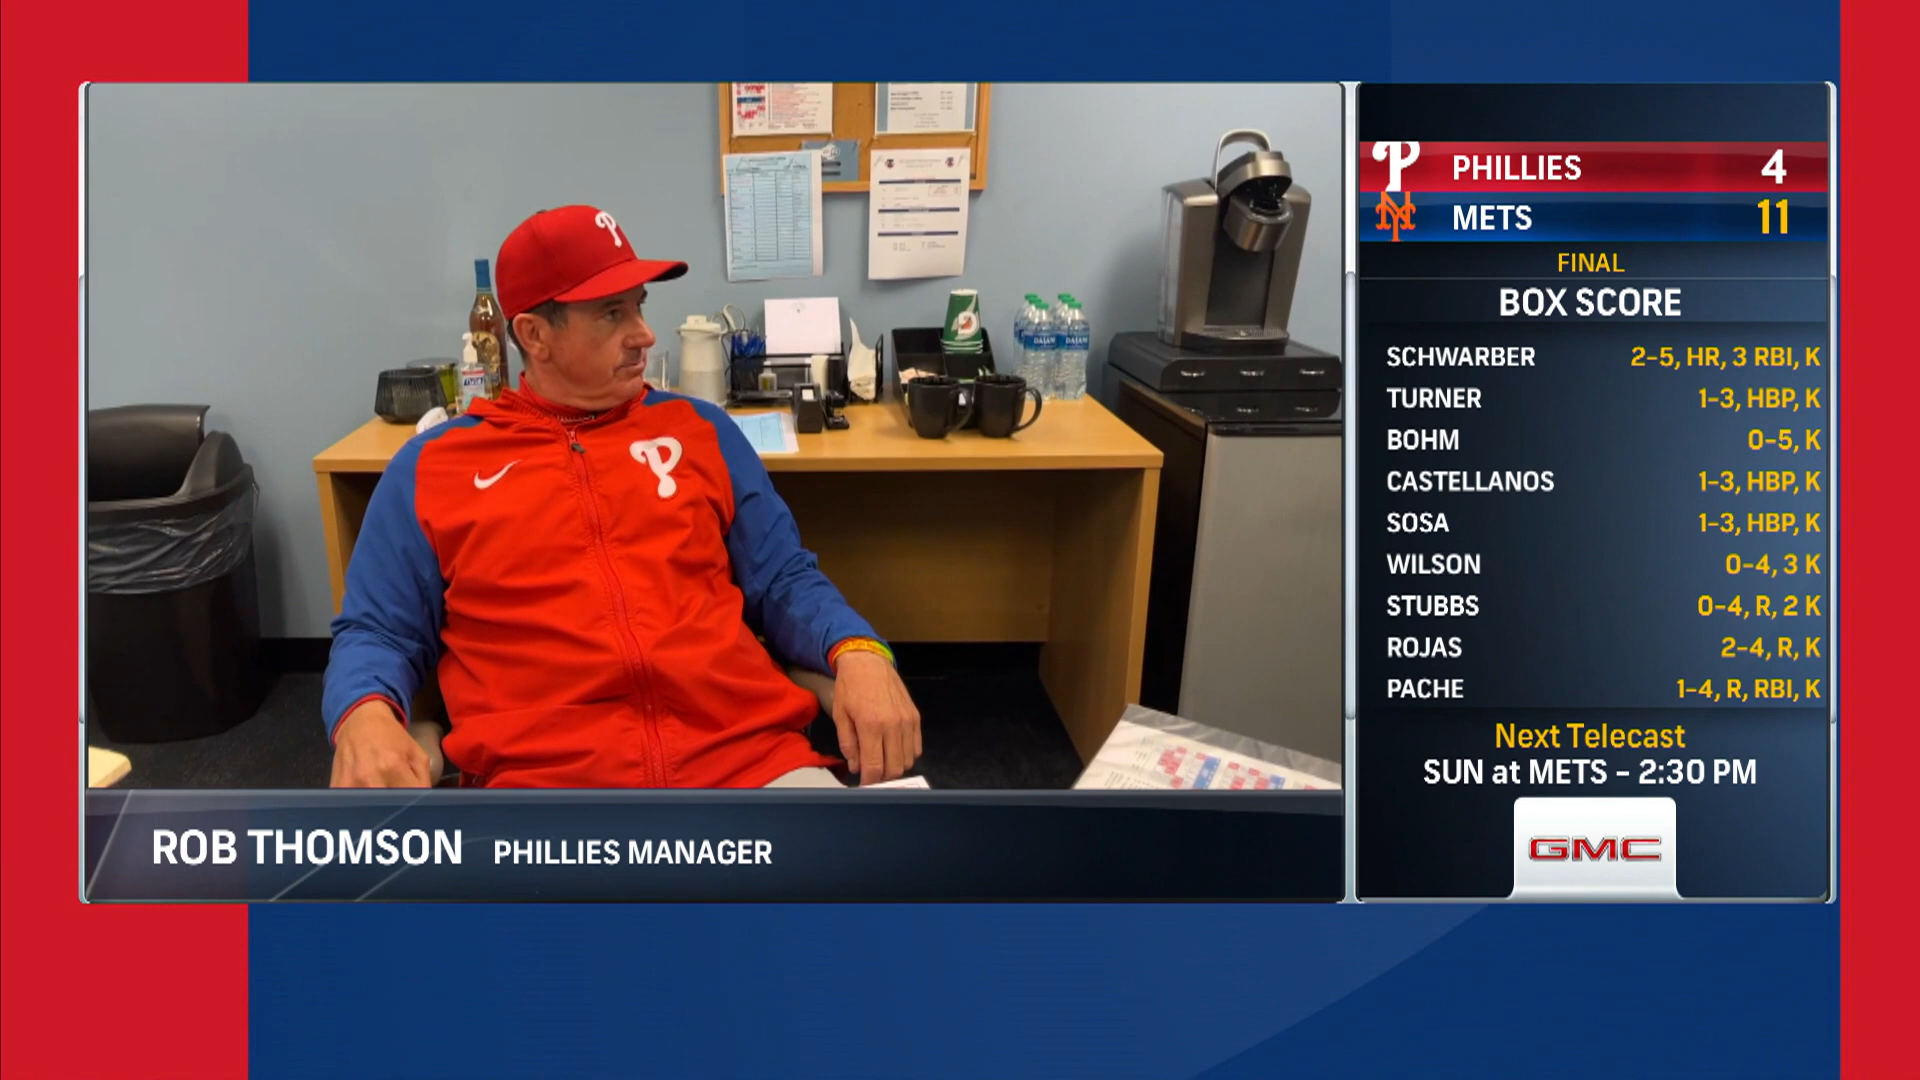 P PHILLIES 4
NY METS 11
FINAL
BOX SCORE
SCHWARBER 2-5, HR, 3 RBI, K
TURNER 1-3, HBP, K
BOHM 0-5, K
CASTELLANOS 1-3, HBP, K
SOSA 1-3, HBP, K
WILSON 0-4, 3 K
STUBBS 0-4, R, 2 K
ROJAS 2-4, R, K
PACHE 1-4, R, RBI, K
Next Telecast
SUN at METS - 2:30 PM
GMC
P
P
DASANI
ROB THOMSON PHILLIES MANAGER